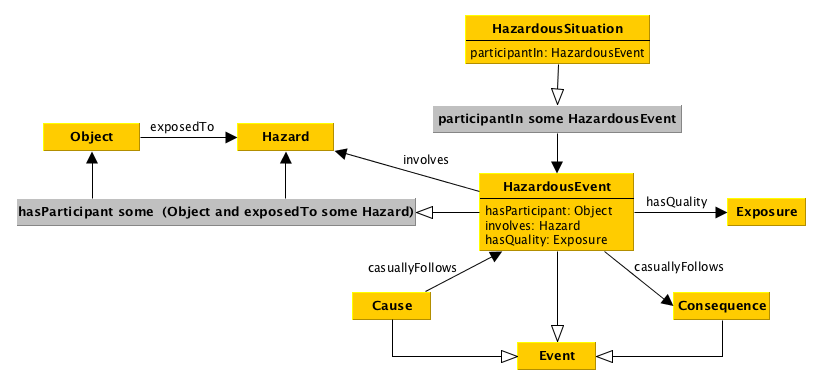 HazardousSituation
participantIn: HazardousEvent
participantIn some HazardousEvent
Object
exposedTo
Hazard
involves
HazardousEvent
hasParticipant: Object
involves: Hazard
hasQuality: Exposure
hasParticipant some (Object and exposedTo some Hazard)
hasQuality
Exposure
casuallyFollows
casuallyFollows
Cause
Consequence
Event